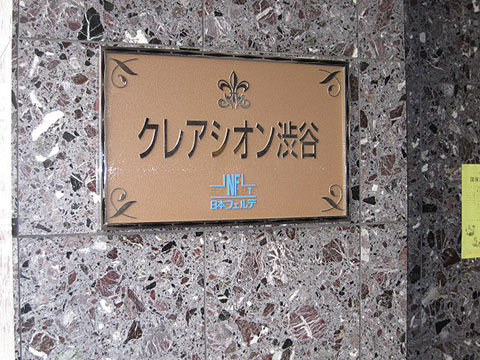 クレアシオン渋谷
NF
日本フェルテ